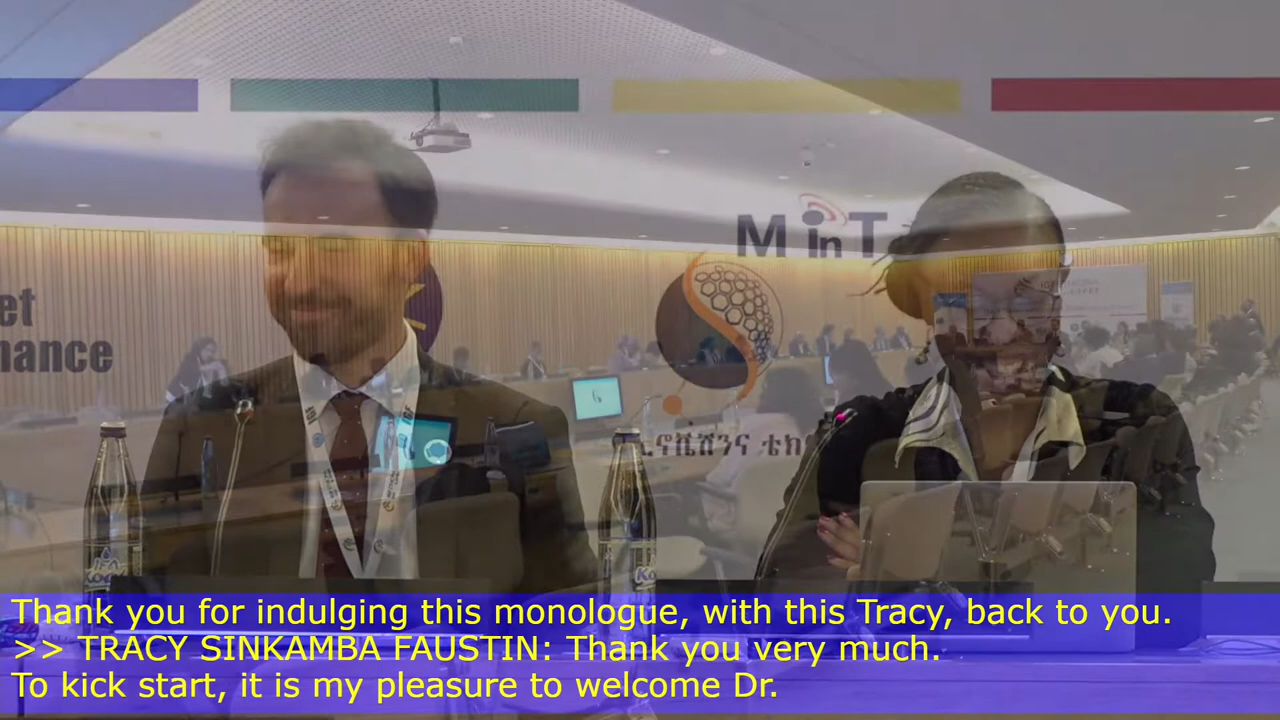 MinT
et
nance
Thank you for indulging this monologue, with this Tracy, back to you.
>> TRACY SINKAMBA FAUSTIN: Thank you very much.
To kick start, it is my pleasure to welcome Dr.